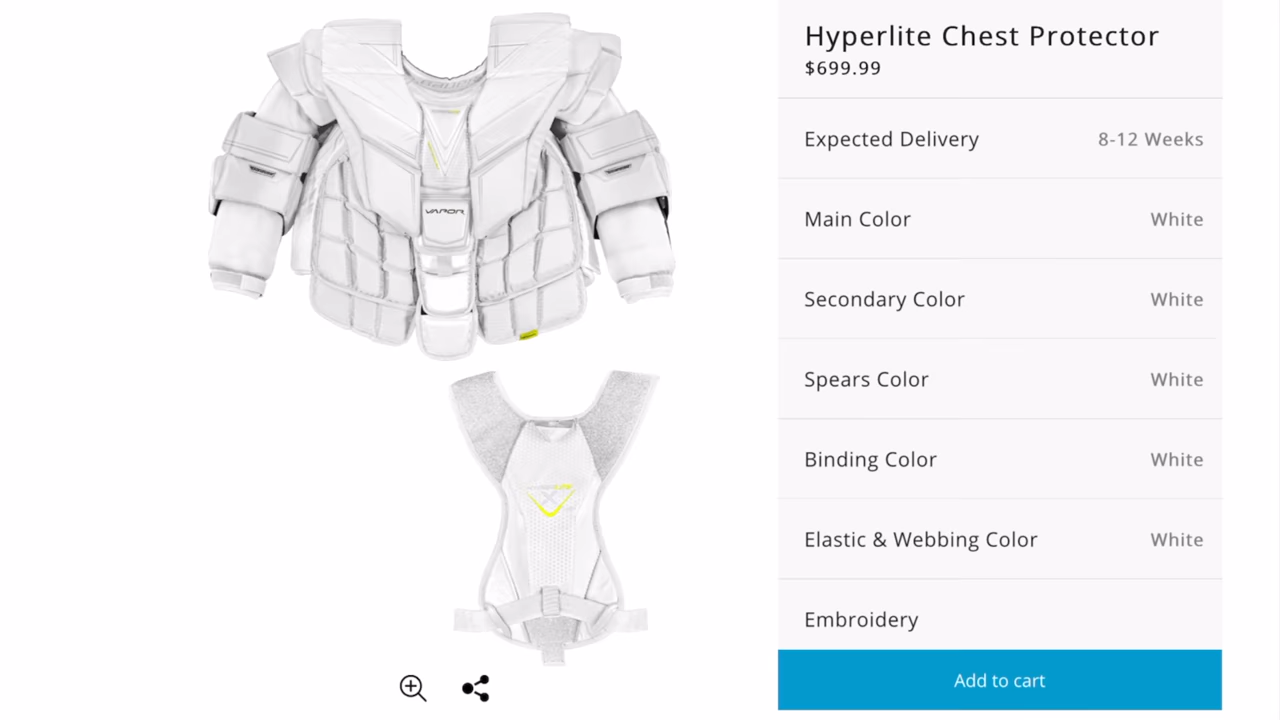 VAPOR
Hyperlite Chest Protector
$699.99
Expected Delivery 8-12 Weeks
Main Color White
Secondary Color White
Spears Color White
Binding Color White
Elastic & Webbing Color White
Embroidery
Add to cart